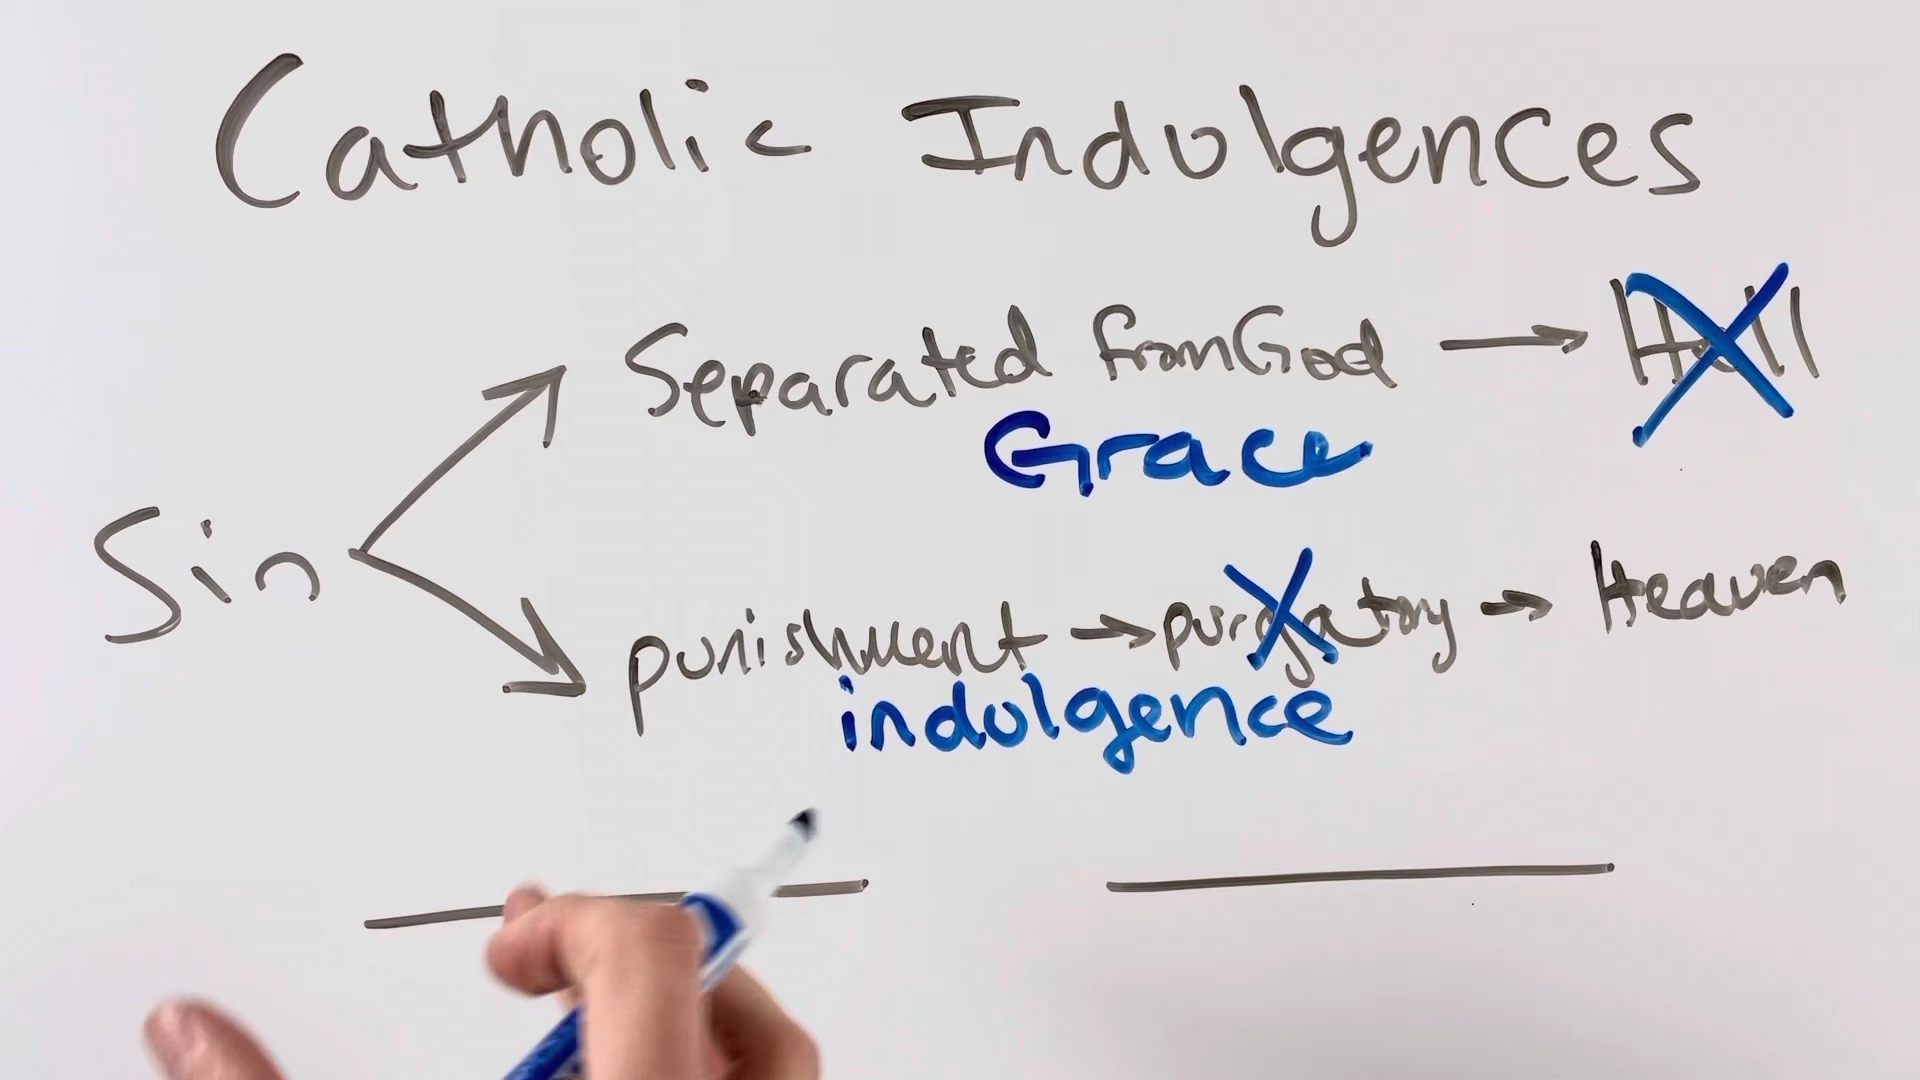 Catholic Indulgences
Separated from God → Hell
Grace
Sin
punishment → purgatory → Heaven
indulgence